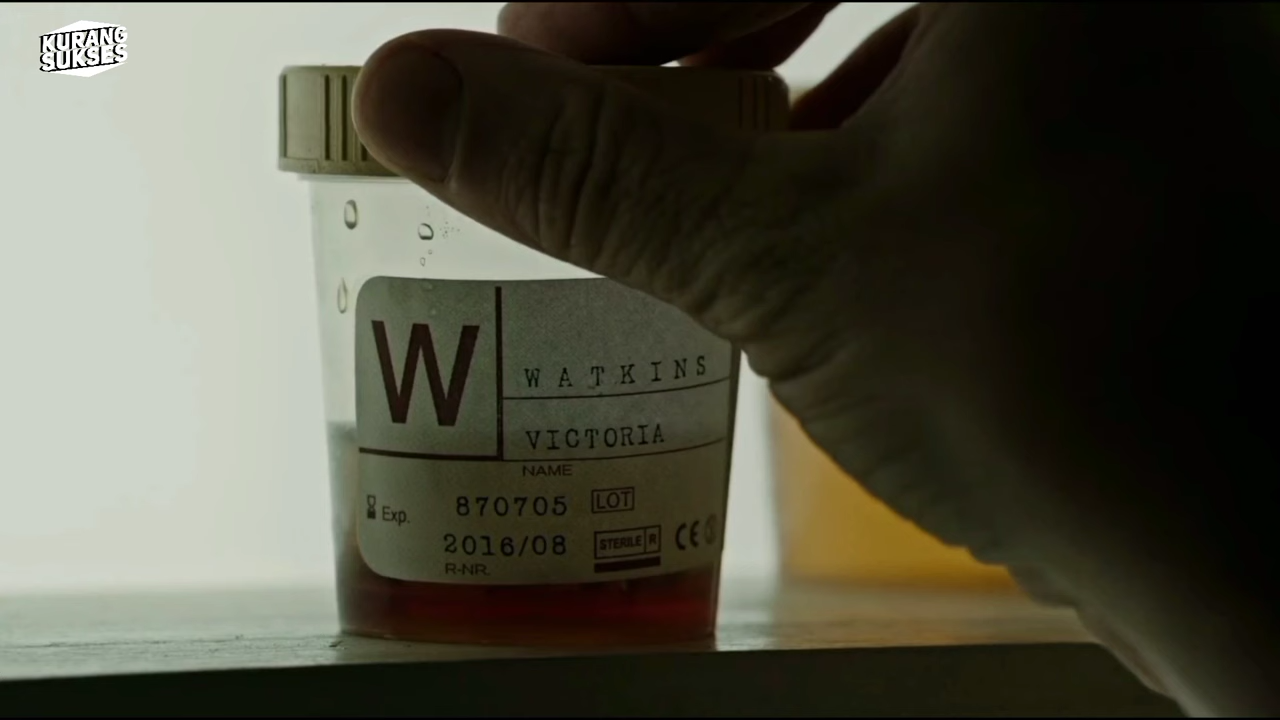 KURANG
SUKSES
W
WATKINS
VICTORIA
NAME
870705 LOT
Exp.
2016/08 STERILE R CE
R-NR.